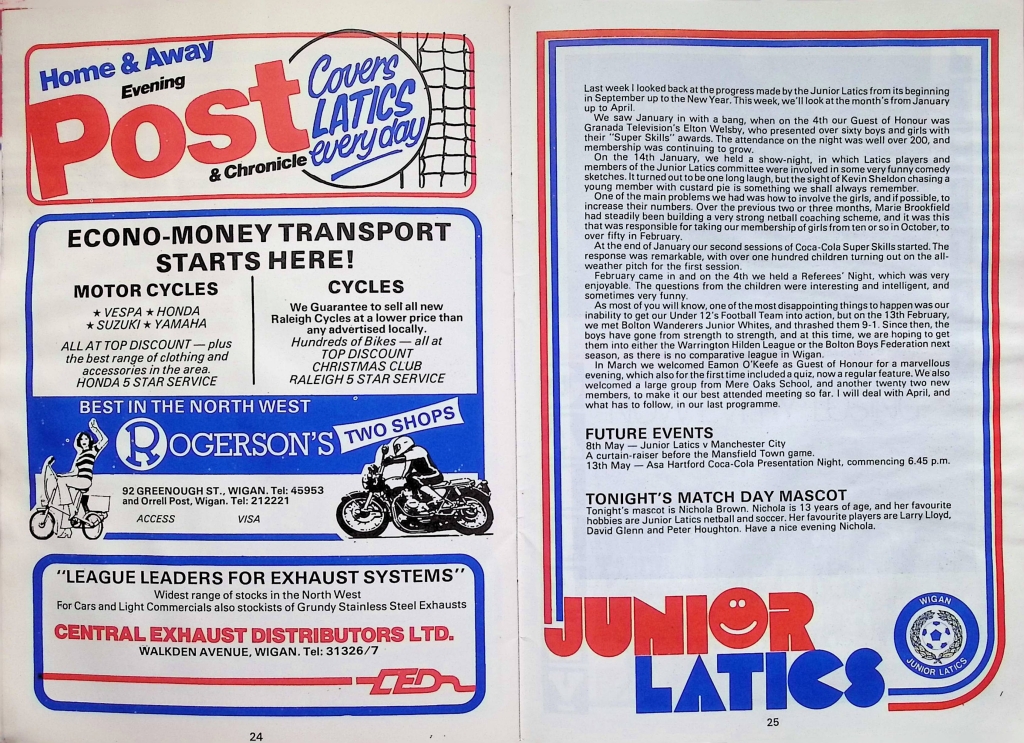 Home & Away
Evening
Post
& Chronicle
Covers
LATICS
every day
ECONO-MONEY TRANSPORT
STARTS HERE!
MOTOR CYCLES
★ VESPA ★ HONDA
★ SUZUKI ★ YAMAHA
ALL AT TOP DISCOUNT — plus
the best range of clothing and
accessories in the area.
HONDA 5 STAR SERVICE
CYCLES
We Guarantee to sell all new
Raleigh Cycles at a lower price than
any advertised locally.
Hundreds of Bikes — all at
TOP DISCOUNT
CHRISTMAS CLUB
RALEIGH 5 STAR SERVICE
BEST IN THE NORTH WEST
ROGERSON'S
TWO SHOPS
92 GREENOUGH ST., WIGAN. Tel: 45953
and Orrell Post, Wigan. Tel: 212221
ACCESS VISA
"LEAGUE LEADERS FOR EXHAUST SYSTEMS"
Widest range of stocks in the North West
For Cars and Light Commercials also stockists of Grundy Stainless Steel Exhausts
CENTRAL EXHAUST DISTRIBUTORS LTD.
WALKDEN AVENUE, WIGAN. Tel: 31326/7
CED
24
Last week I looked back at the progress made by the Junior Latics from its beginning
in September up to the New Year. This week, we'll look at the month's from January
up to April.
We saw January in with a bang, when on the 4th our Guest of Honour was
Granada Television's Elton Welsby, who presented over sixty boys and girls with
their "Super Skills" awards. The attendance on the night was well over 200, and
membership was continuing to grow.
On the 14th January, we held a show-night, in which Latics players and
members of the Junior Latics committee were involved in some very funny comedy
sketches. It turned out to be one long laugh, but the sight of Kevin Sheldon chasing a
young member with custard pie is something we shall always remember.
One of the main problems we had was how to involve the girls, and if possible, to
increase their numbers. Over the previous two or three months, Marie Brookfield
had steadily been building a very strong netball coaching scheme, and it was this
that was responsible for taking our membership of girls from ten or so in October, to
over fifty in February.
At the end of January our second sessions of Coca-Cola Super Skills started. The
response was remarkable, with over one hundred children turning out on the all-
weather pitch for the first session.
February came in and on the 4th we held a Referees' Night, which was very
enjoyable. The questions from the children were interesting and intelligent, and
sometimes very funny.
As most of you will know, one of the most disappointing things to happen was our
inability to get our Under 12's Football Team into action, but on the 13th February,
we met Bolton Wanderers Junior Whites, and thrashed them 9-1. Since then, the
boys have gone from strength to strength, and at this time, we are hoping to get
them into either the Warrington Hilden League or the Bolton Boys Federation next
season, as there is no comparative league in Wigan.
In March we welcomed Eamon O'Keefe as Guest of Honour for a marvellous
evening, which also for the first time included a quiz, now a regular feature. We also
welcomed a large group from Mere Oaks School, and another twenty two new
members, to make it our best attended meeting so far. I will deal with April, and
what has to follow, in our last programme.
FUTURE EVENTS
8th May — Junior Latics v Manchester City
A curtain-raiser before the Mansfield Town game.
13th May — Asa Hartford Coca-Cola Presentation Night, commencing 6.45 p.m.
TONIGHT'S MATCH DAY MASCOT
Tonight's mascot is Nichola Brown. Nichola is 13 years of age, and her favourite
hobbies are Junior Latics netball and soccer. Her favourite players are Larry Lloyd,
David Glenn and Peter Houghton. Have a nice evening Nichola.
JUNIOR
LATICS
WIGAN
JUNIOR LATICS
25